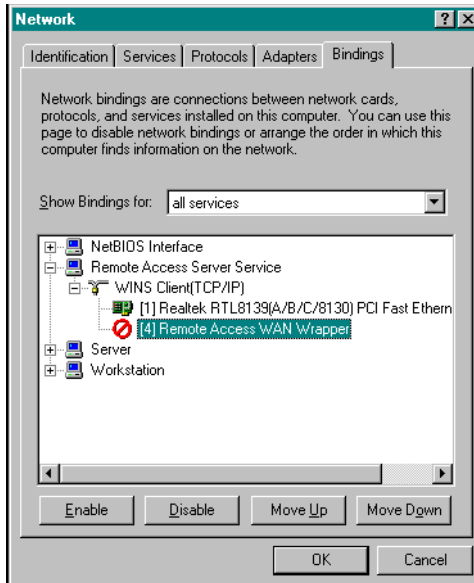 Network
Identification Services Protocols Adapters Bindings
Network bindings are connections between network cards,
protocols, and services installed on this computer. You can use this
page to disable network bindings or arrange the order in which this
computer finds information on the network.
Show Bindings for: all services
NetBIOS Interface
Remote Access Server Service
WINS Client(TCP/IP)
[1] Realtek RTL8139(A/B/C/8130) PCI Fast Ethern
[4] Remote Access WAN Wrapper
Server
Workstation
Enable Disable Move Up Move Down
OK Cancel